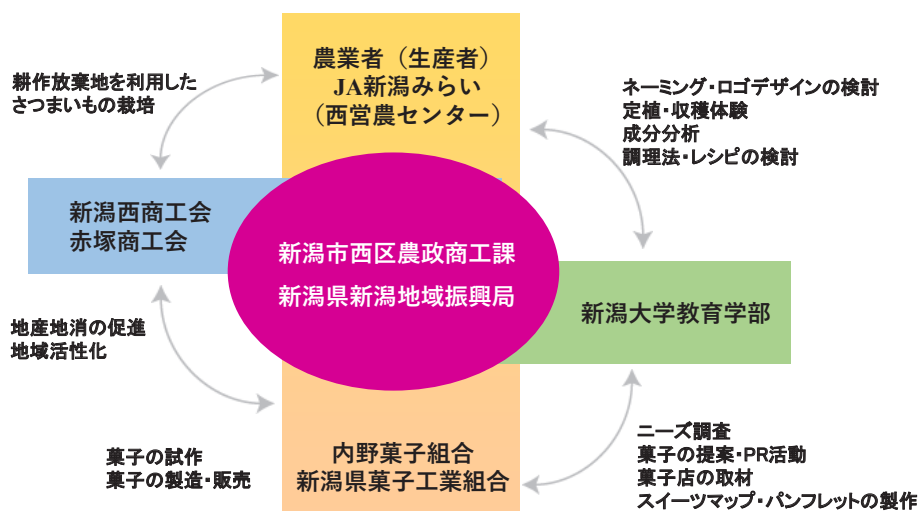 農業者（生産者）
JA新潟みらい
（西営農センター）
耕作放棄地を利用した
さつまいもの栽培
ネーミング・ロゴデザインの検討
定植・収穫体験
成分分析
調理法・レシピの検討
新潟西商工会
赤塚商工会
新潟市西区農政商工課
新潟県新潟地域振興局
新潟大学教育学部
地産地消の促進
地域活性化
内野菓子組合
新潟県菓子工業組合
菓子の試作
菓子の製造・販売
ニーズ調査
菓子の提案・PR活動
菓子店の取材
スイーツマップ・パンフレットの製作